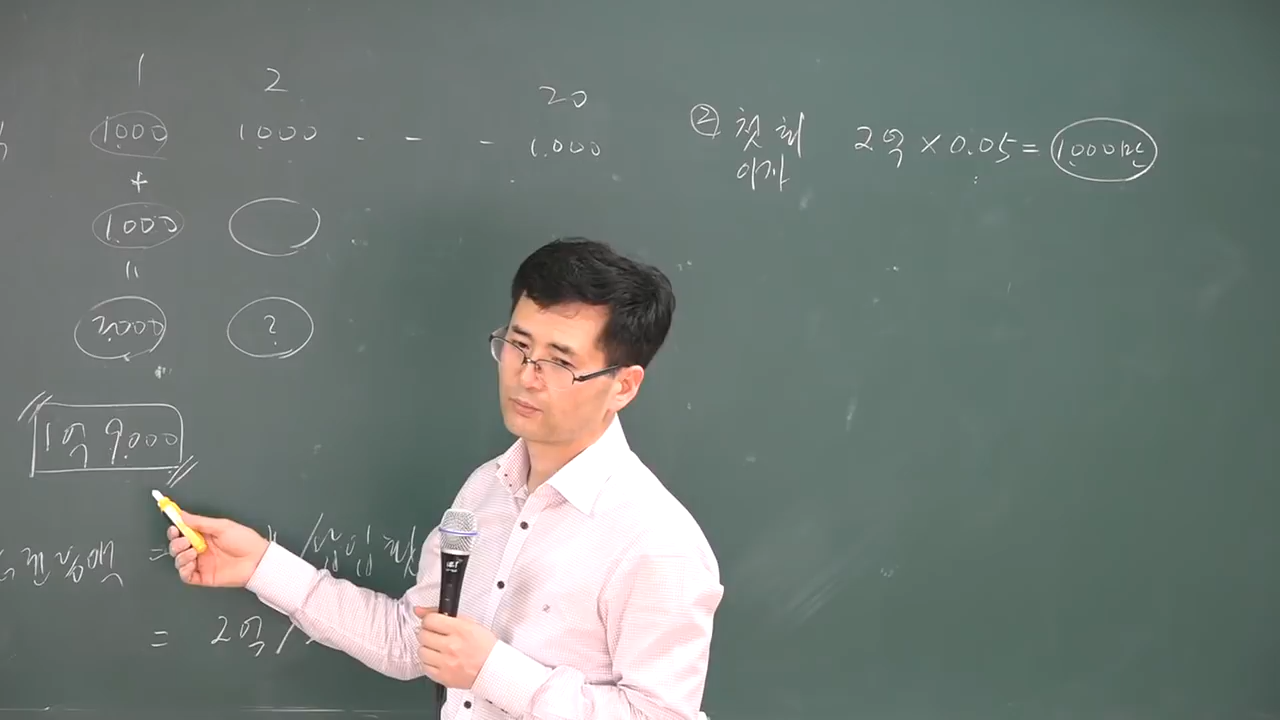 1 2 20
1.000 1.000 - - - 1.000
+
1.000
=
2.000 ?
1억 9.000
=
= 2억 /
② 첫 회
이자
2억 × 0.05 = 1.000만